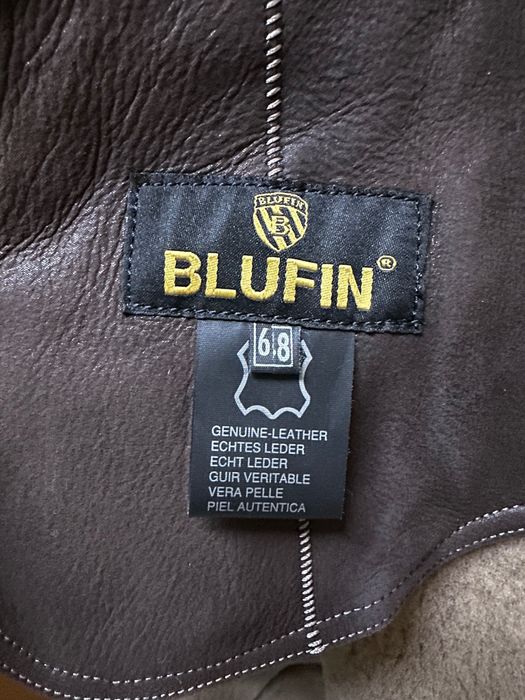 BLUFIN
B
BLUFIN®
68
GENUINE-LEATHER
ECHTES LEDER
ECHT LEDER
GUIR VERITABLE
VERA PELLE
PIEL AUTENTICA